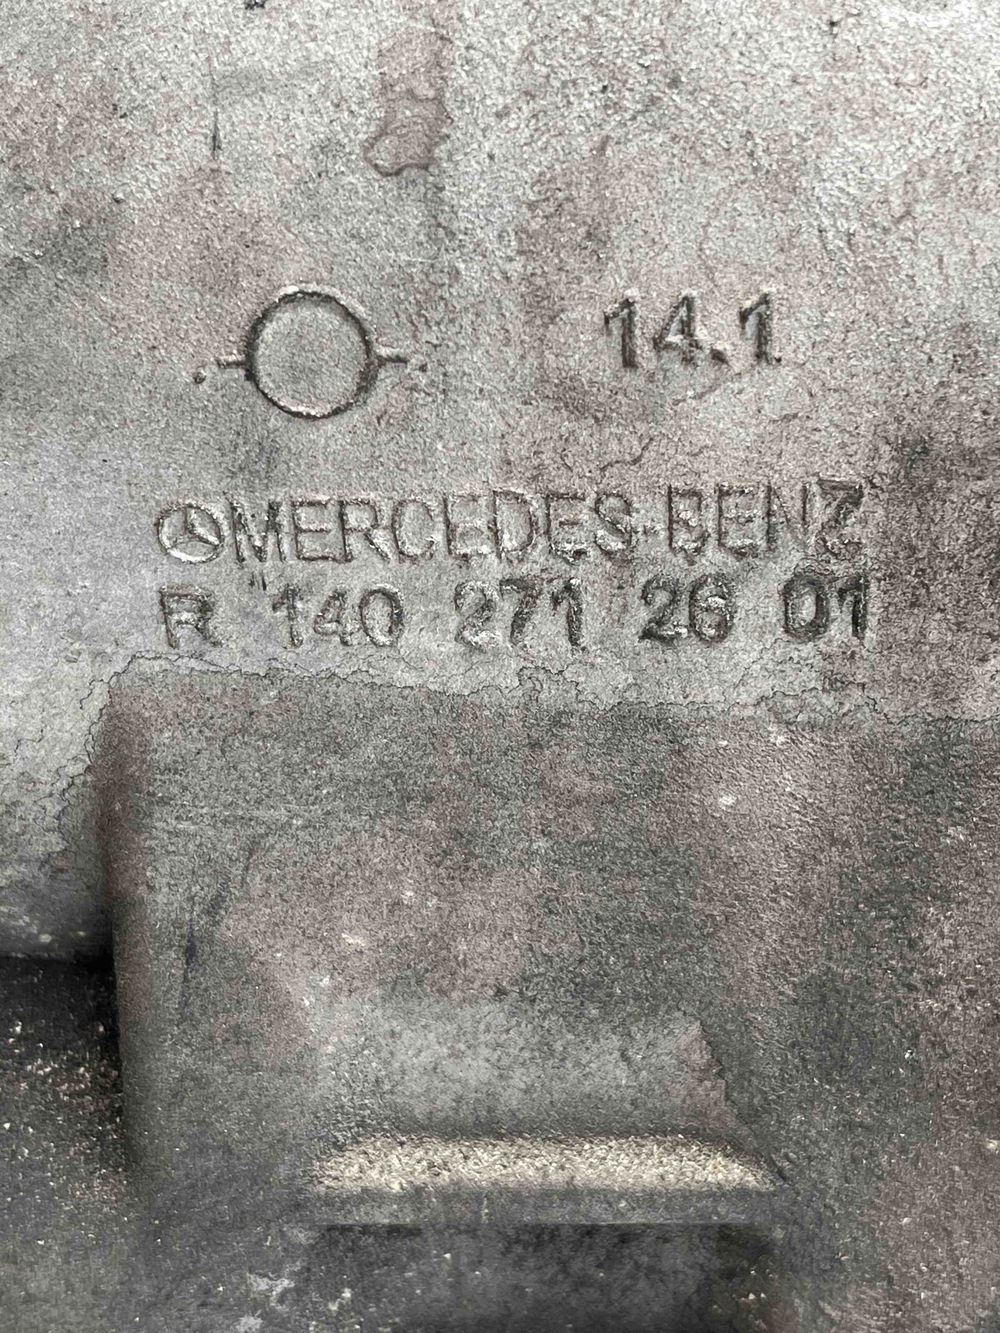 14.1
MERCEDES-BENZ
R 140 271 26 01